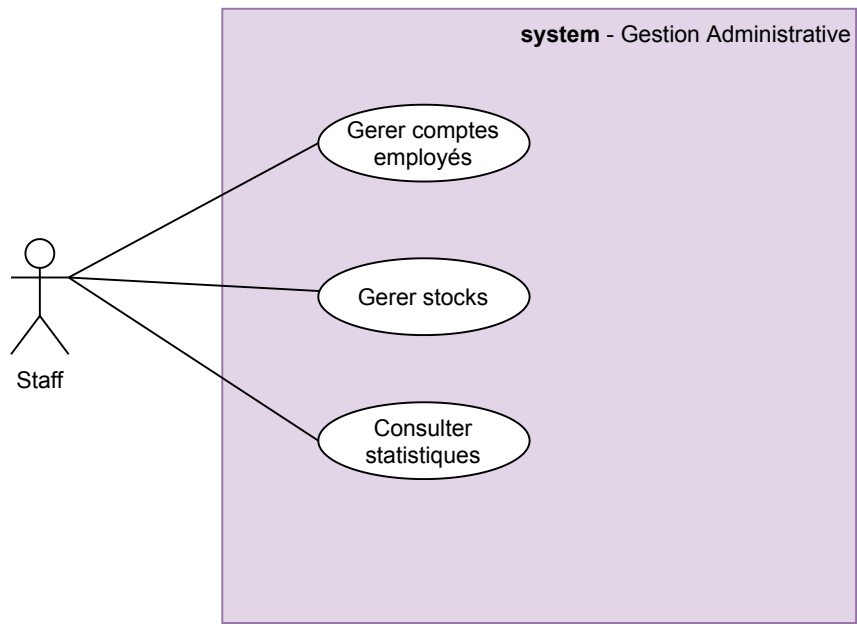 system - Gestion Administrative
Gerer comptes
employés
Gerer stocks
Staff
Consulter
statistiques